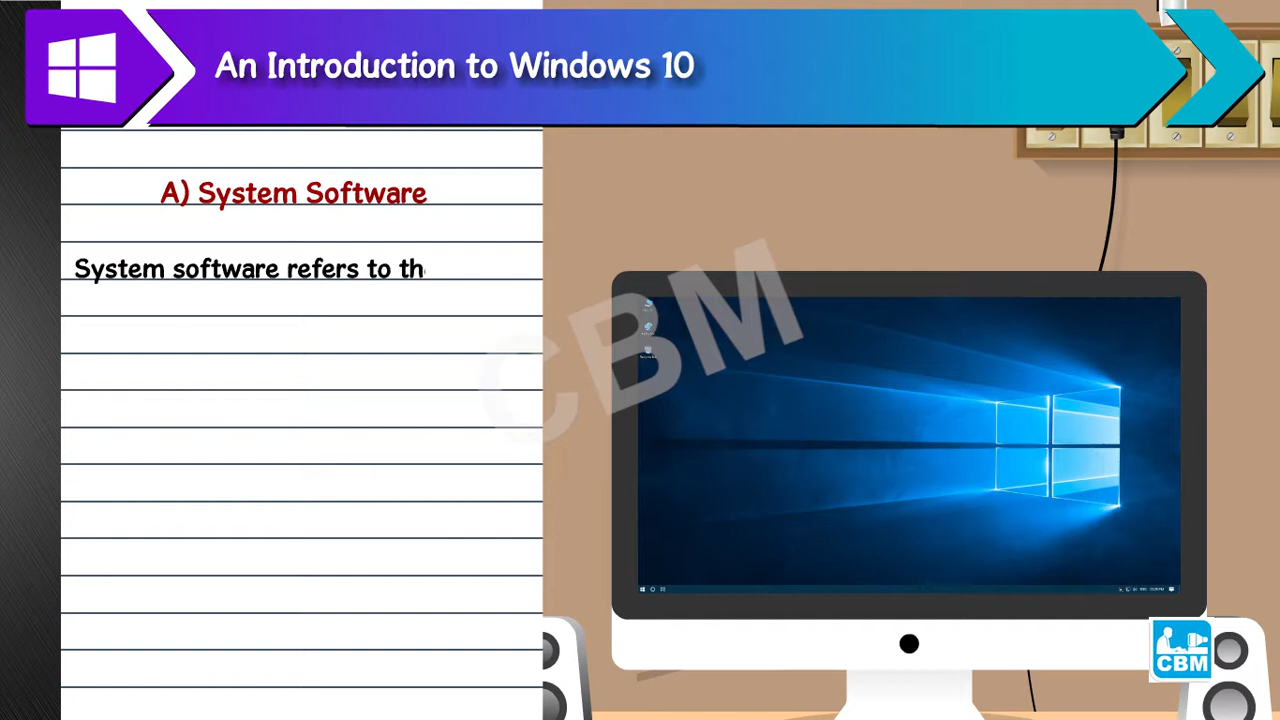 An Introduction to Windows 10
A) System Software
System software refers to th
CBM
CBM